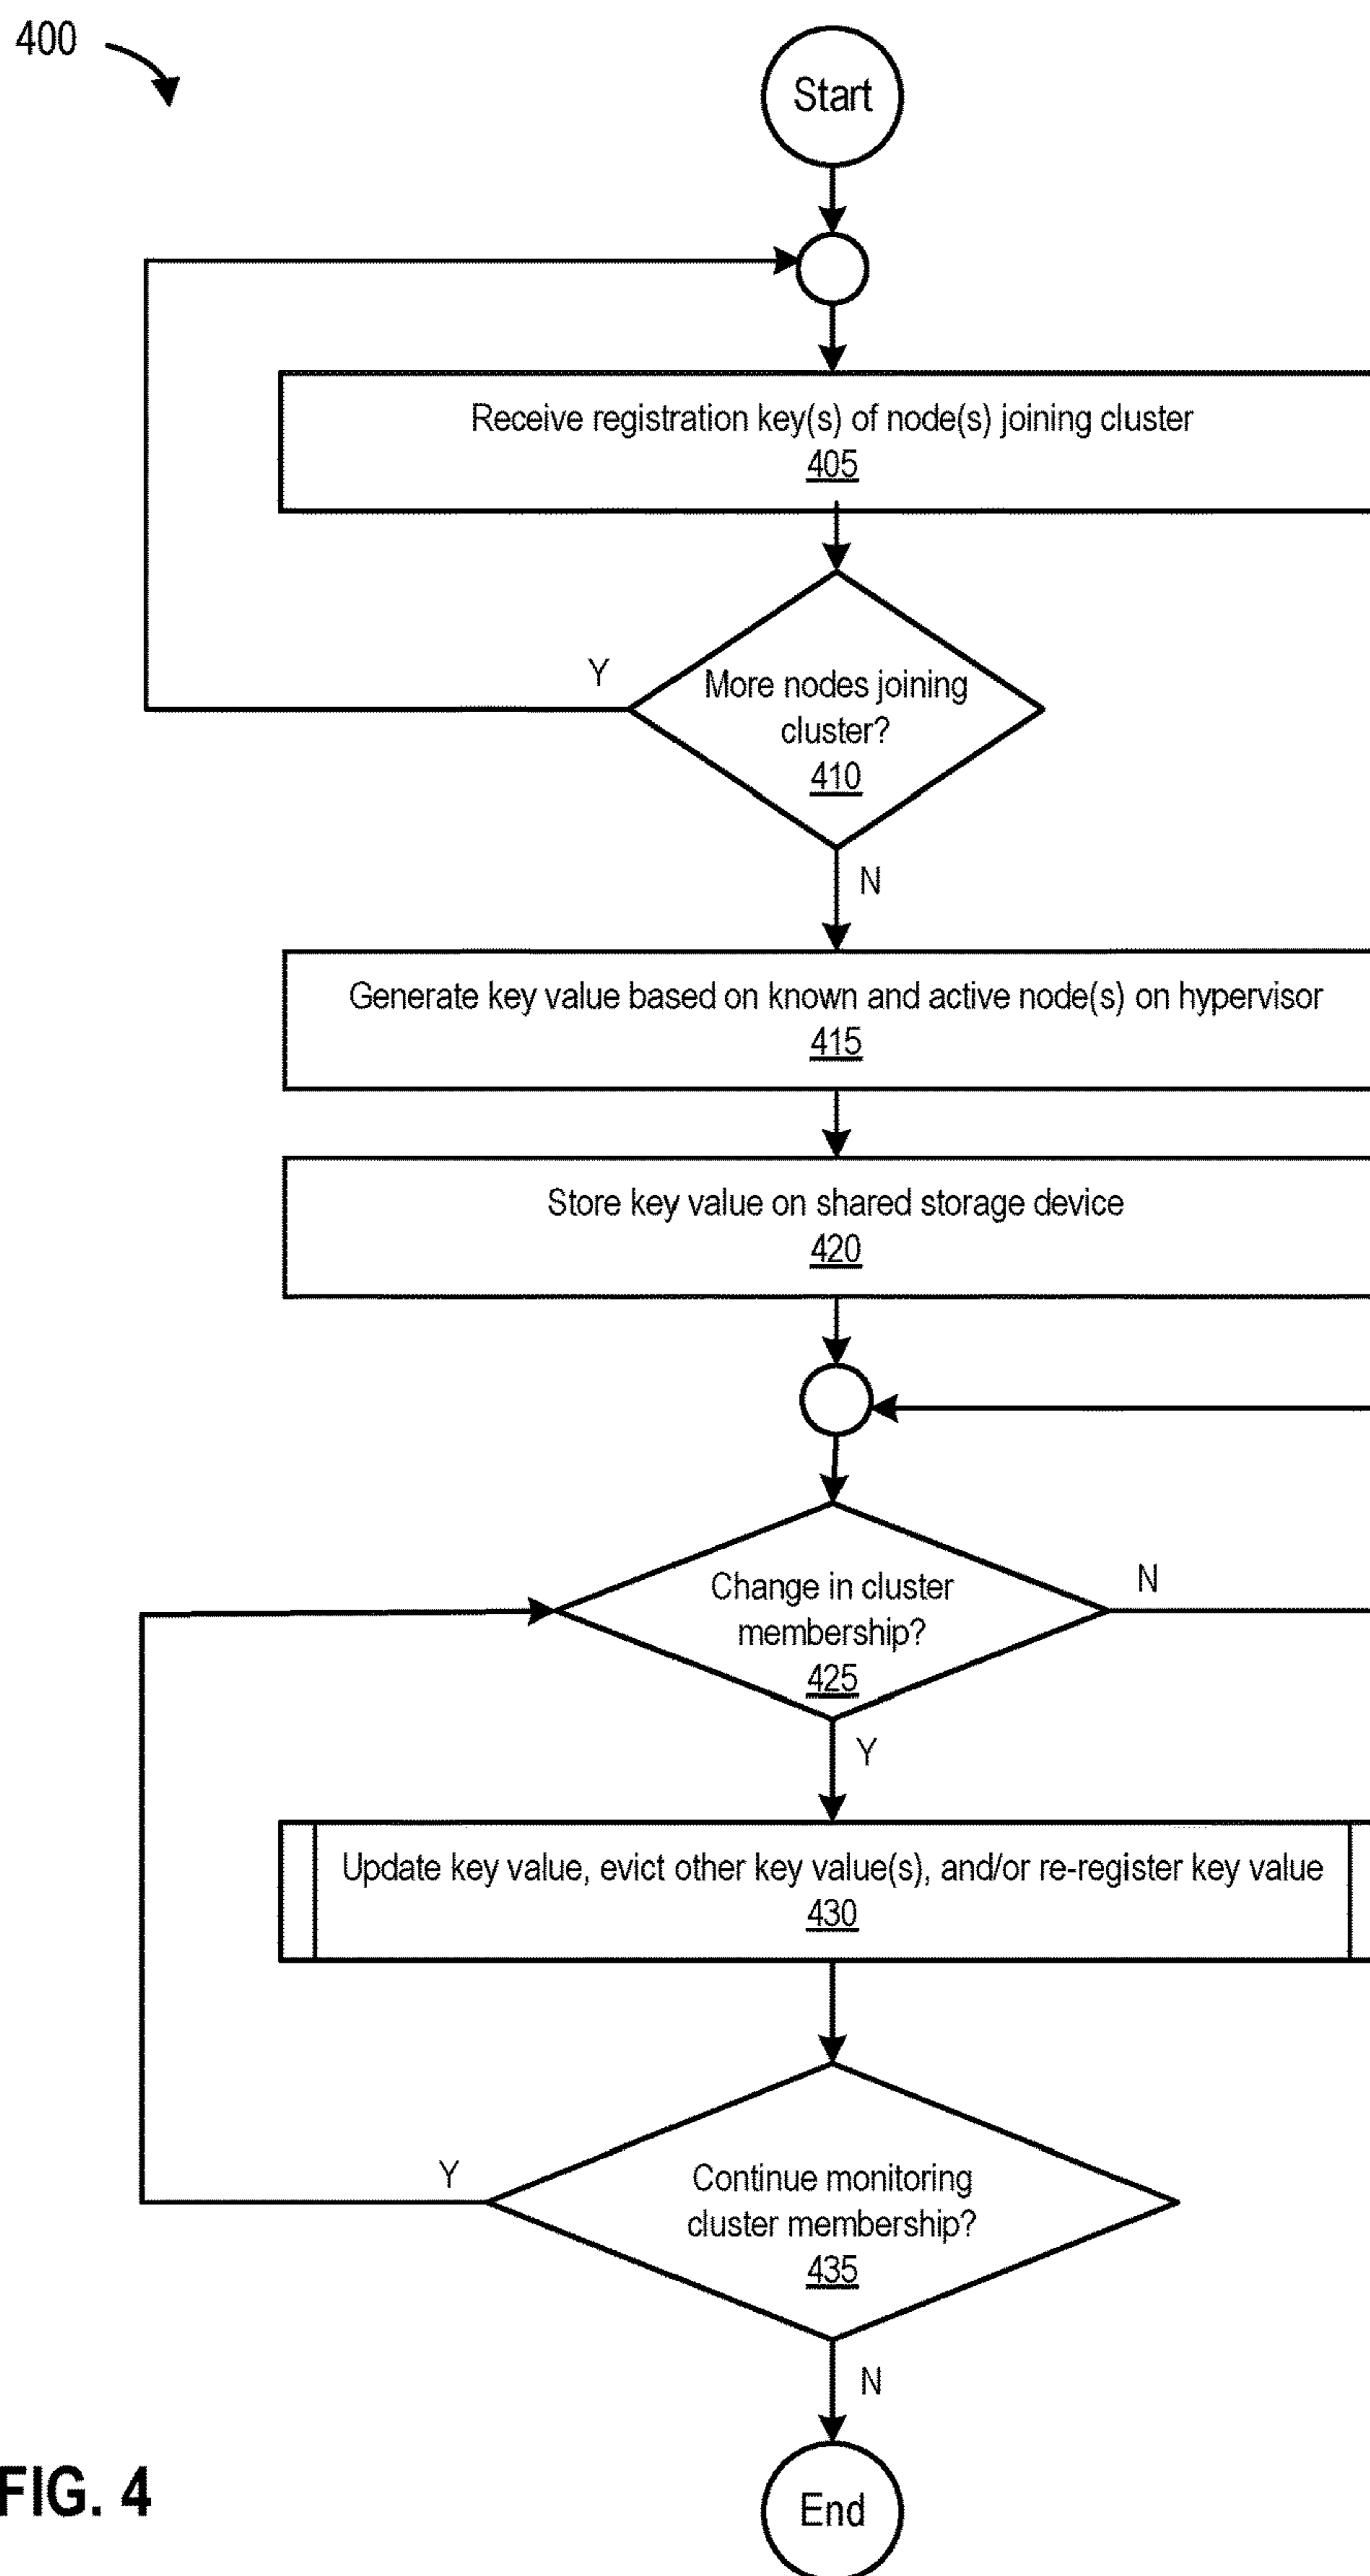 400
Start
Receive registration key(s) of node(s) joining cluster
405
Y
More nodes joining
cluster?
410
N
Generate key value based on known and active node(s) on hypervisor
415
Store key value on shared storage device
420
Change in cluster
membership?
425
N
Y
Update key value, evict other key value(s), and/or re-register key value
430
Y
Continue monitoring
cluster membership?
435
N
End
FIG. 4